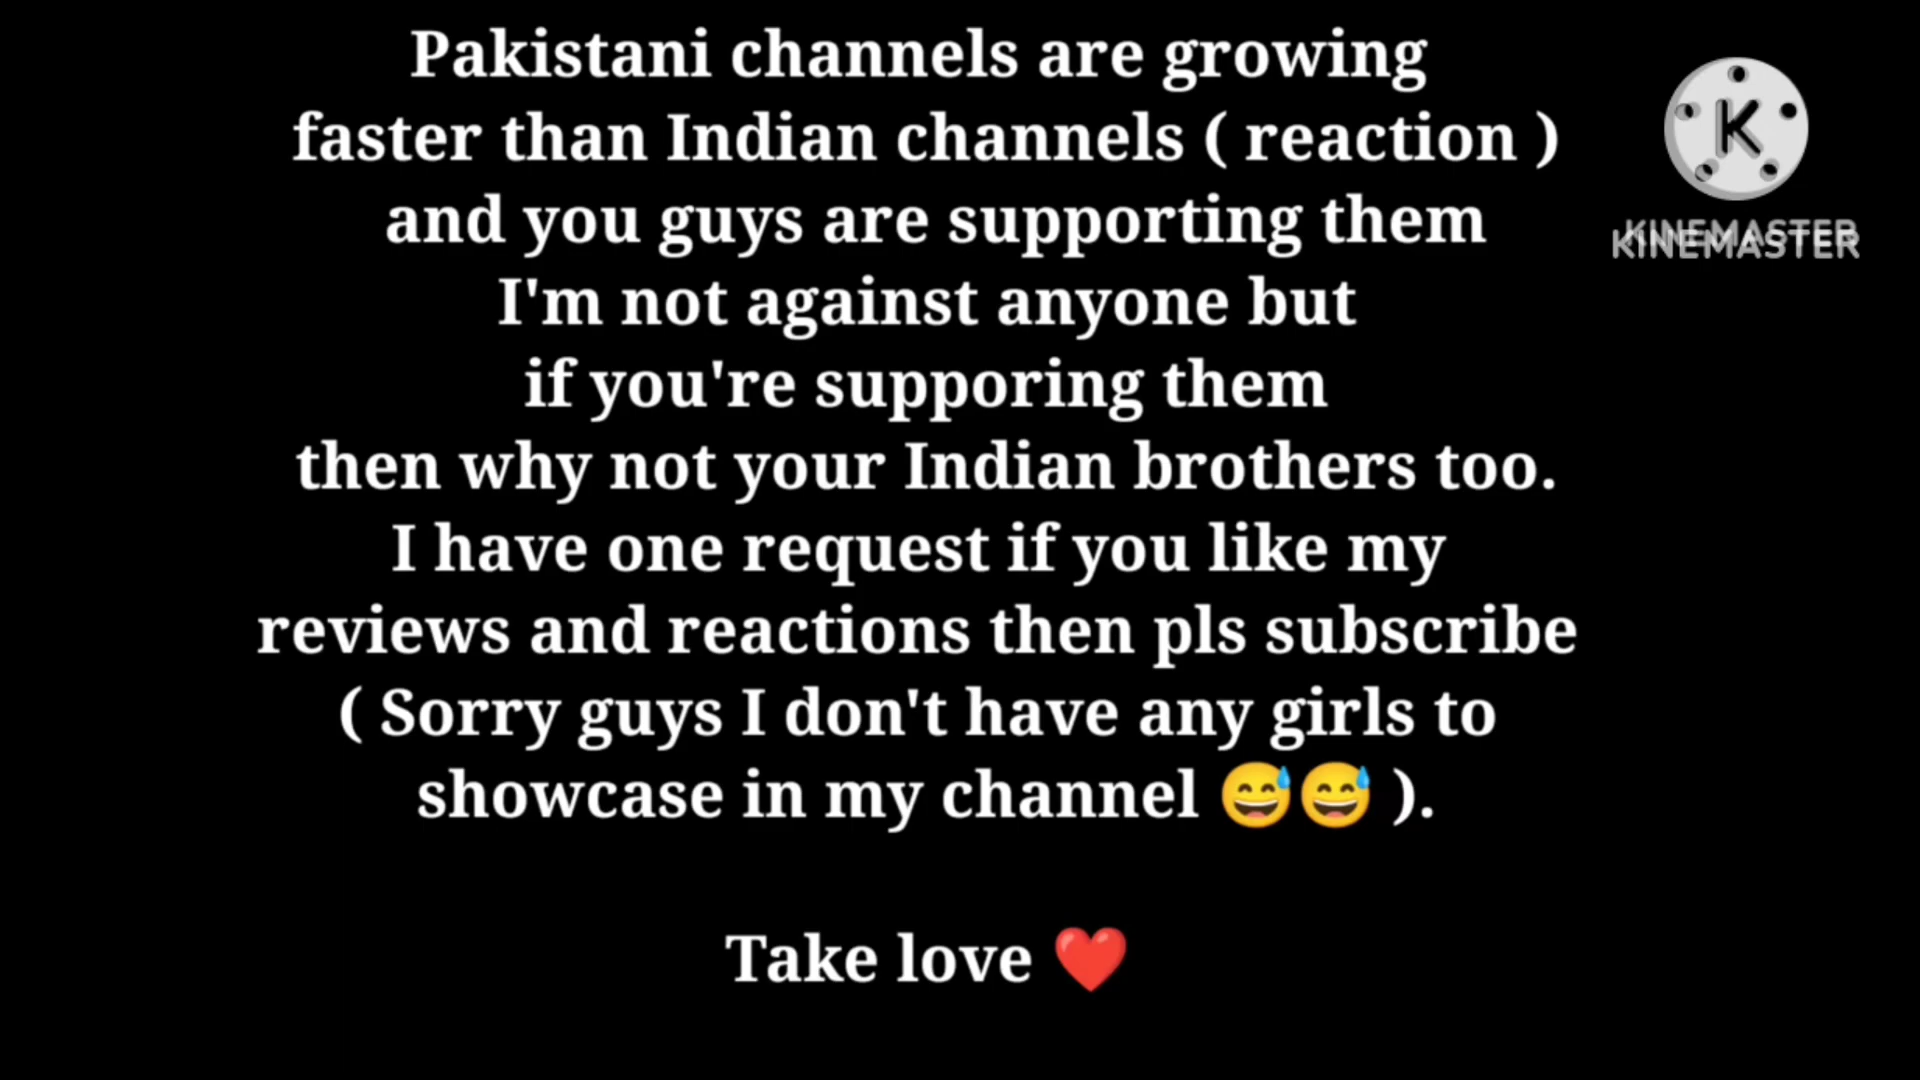 Pakistani channels are growing
faster than Indian channels ( reaction )
and you guys are supporting them
I'm not against anyone but
if you're supporing them
then why not your Indian brothers too.
I have one request if you like my
reviews and reactions then pls subscribe
( Sorry guys I don't have any girls to
showcase in my channel 😅😅 ).
Take love ❤️
K
KINEMASTER
KINEMASTER